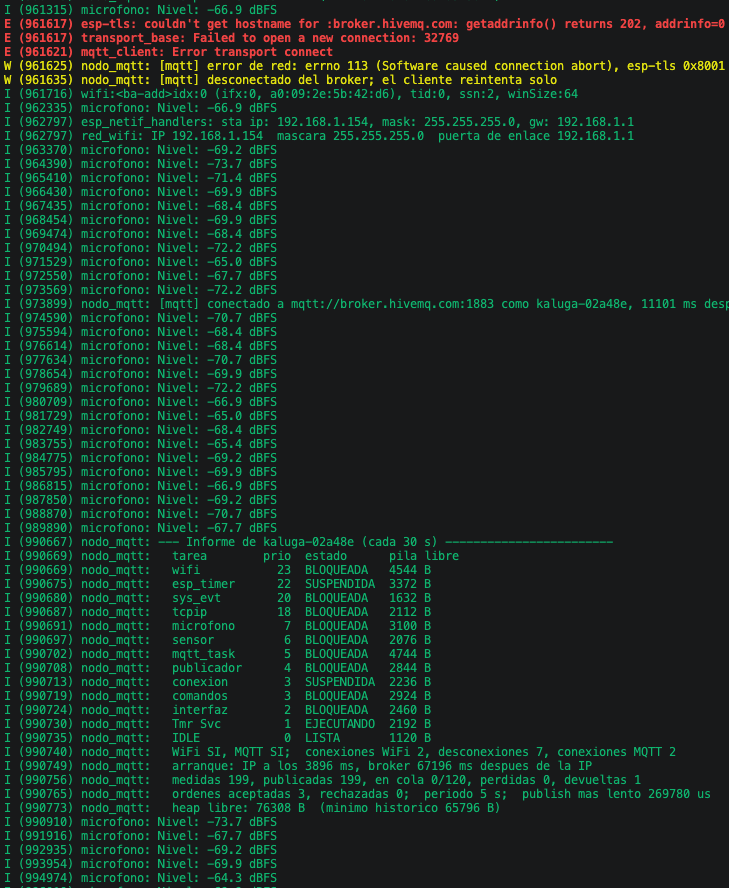 I (961315) microfono: Nivel: -66.9 dBFS
E (961617) esp-tls: couldn't get hostname for :broker.hivemq.com: getaddrinfo() returns 202, addrinfo=0
E (961617) transport_base: Failed to open a new connection: 32769
E (961621) mqtt_client: Error transport connect
W (961625) nodo_mqtt: [mqtt] error de red: errno 113 (Software caused connection abort), esp-tls 0x8001
W (961635) nodo_mqtt: [mqtt] desconectado del broker; el cliente reintenta solo
I (961716) wifi:<ba-add>idx:0 (ifx:0, a0:09:2e:5b:42:d6), tid:0, ssn:2, winSize:64
I (962335) microfono: Nivel: -66.9 dBFS
I (962797) esp_netif_handlers: sta ip: 192.168.1.154, mask: 255.255.255.0, gw: 192.168.1.1
I (962797) red_wifi: IP 192.168.1.154  mascara 255.255.255.0  puerta de enlace 192.168.1.1
I (963370) microfono: Nivel: -69.2 dBFS
I (964390) microfono: Nivel: -73.7 dBFS
I (965410) microfono: Nivel: -71.4 dBFS
I (966430) microfono: Nivel: -69.9 dBFS
I (967435) microfono: Nivel: -68.4 dBFS
I (968454) microfono: Nivel: -69.9 dBFS
I (969474) microfono: Nivel: -68.4 dBFS
I (970494) microfono: Nivel: -72.2 dBFS
I (971529) microfono: Nivel: -65.0 dBFS
I (972550) microfono: Nivel: -67.7 dBFS
I (973569) microfono: Nivel: -72.2 dBFS
I (973899) nodo_mqtt: [mqtt] conectado a mqtt://broker.hivemq.com:1883 como kaluga-02a48e, 11101 ms desp
I (974590) microfono: Nivel: -70.7 dBFS
I (975594) microfono: Nivel: -68.4 dBFS
I (976614) microfono: Nivel: -68.4 dBFS
I (977634) microfono: Nivel: -70.7 dBFS
I (978654) microfono: Nivel: -69.9 dBFS
I (979689) microfono: Nivel: -72.2 dBFS
I (980709) microfono: Nivel: -66.9 dBFS
I (981729) microfono: Nivel: -65.0 dBFS
I (982749) microfono: Nivel: -68.4 dBFS
I (983755) microfono: Nivel: -65.4 dBFS
I (984775) microfono: Nivel: -69.2 dBFS
I (985795) microfono: Nivel: -69.9 dBFS
I (986815) microfono: Nivel: -69.2 dBFS
I (987850) microfono: Nivel: -69.2 dBFS
I (988870) microfono: Nivel: -70.7 dBFS
I (989890) microfono: Nivel: -67.7 dBFS
I (990667) nodo_mqtt: --- Informe de kaluga-02a48e (cada 30 s) ------------------------
I (990669) nodo_mqtt:   tarea        prio  estado      pila libre
I (990669) nodo_mqtt:   wifi           23  BLOQUEADA   4544 B
I (990675) nodo_mqtt:   esp_timer      22  SUSPENDIDA  3372 B
I (990680) nodo_mqtt:   sys_evt        20  BLOQUEADA   1632 B
I (990687) nodo_mqtt:   tcpip          18  BLOQUEADA   2112 B
I (990691) nodo_mqtt:   microfono       7  BLOQUEADA   3100 B
I (990697) nodo_mqtt:   sensor          6  BLOQUEADA   2076 B
I (990702) nodo_mqtt:   mqtt_task       5  BLOQUEADA   4744 B
I (990708) nodo_mqtt:   publicador      4  BLOQUEADA   2844 B
I (990713) nodo_mqtt:   conexion        3  SUSPENDIDA  2236 B
I (990719) nodo_mqtt:   comandos        3  BLOQUEADA   2924 B
I (990724) nodo_mqtt:   interfaz        2  BLOQUEADA   2460 B
I (990730) nodo_mqtt:   Tmr Svc         1  EJECUTANDO  2192 B
I (990735) nodo_mqtt:   IDLE            0  LISTA       1120 B
I (990740) nodo_mqtt:   WiFi SI, MQTT SI;  conexiones WiFi 2, desconexiones 7, conexiones MQTT 2
I (990749) nodo_mqtt:   arranque: IP a los 3896 ms, broker 67196 ms despues de la IP
I (990756) nodo_mqtt:   medidas 199, publicadas 199, en cola 0/120, perdidas 0, devueltas 1
I (990765) nodo_mqtt:   ordenes aceptadas 3, rechazadas 0;  periodo 5 s;  publish mas lento 269780 us
I (990773) nodo_mqtt:   heap libre: 76308 B  (minimo historico 65796 B)
I (990910) microfono: Nivel: -73.7 dBFS
I (991916) microfono: Nivel: -67.7 dBFS
I (992935) microfono: Nivel: -69.2 dBFS
I (993954) microfono: Nivel: -69.9 dBFS
I (994974) microfono: Nivel: -64.3 dBFS